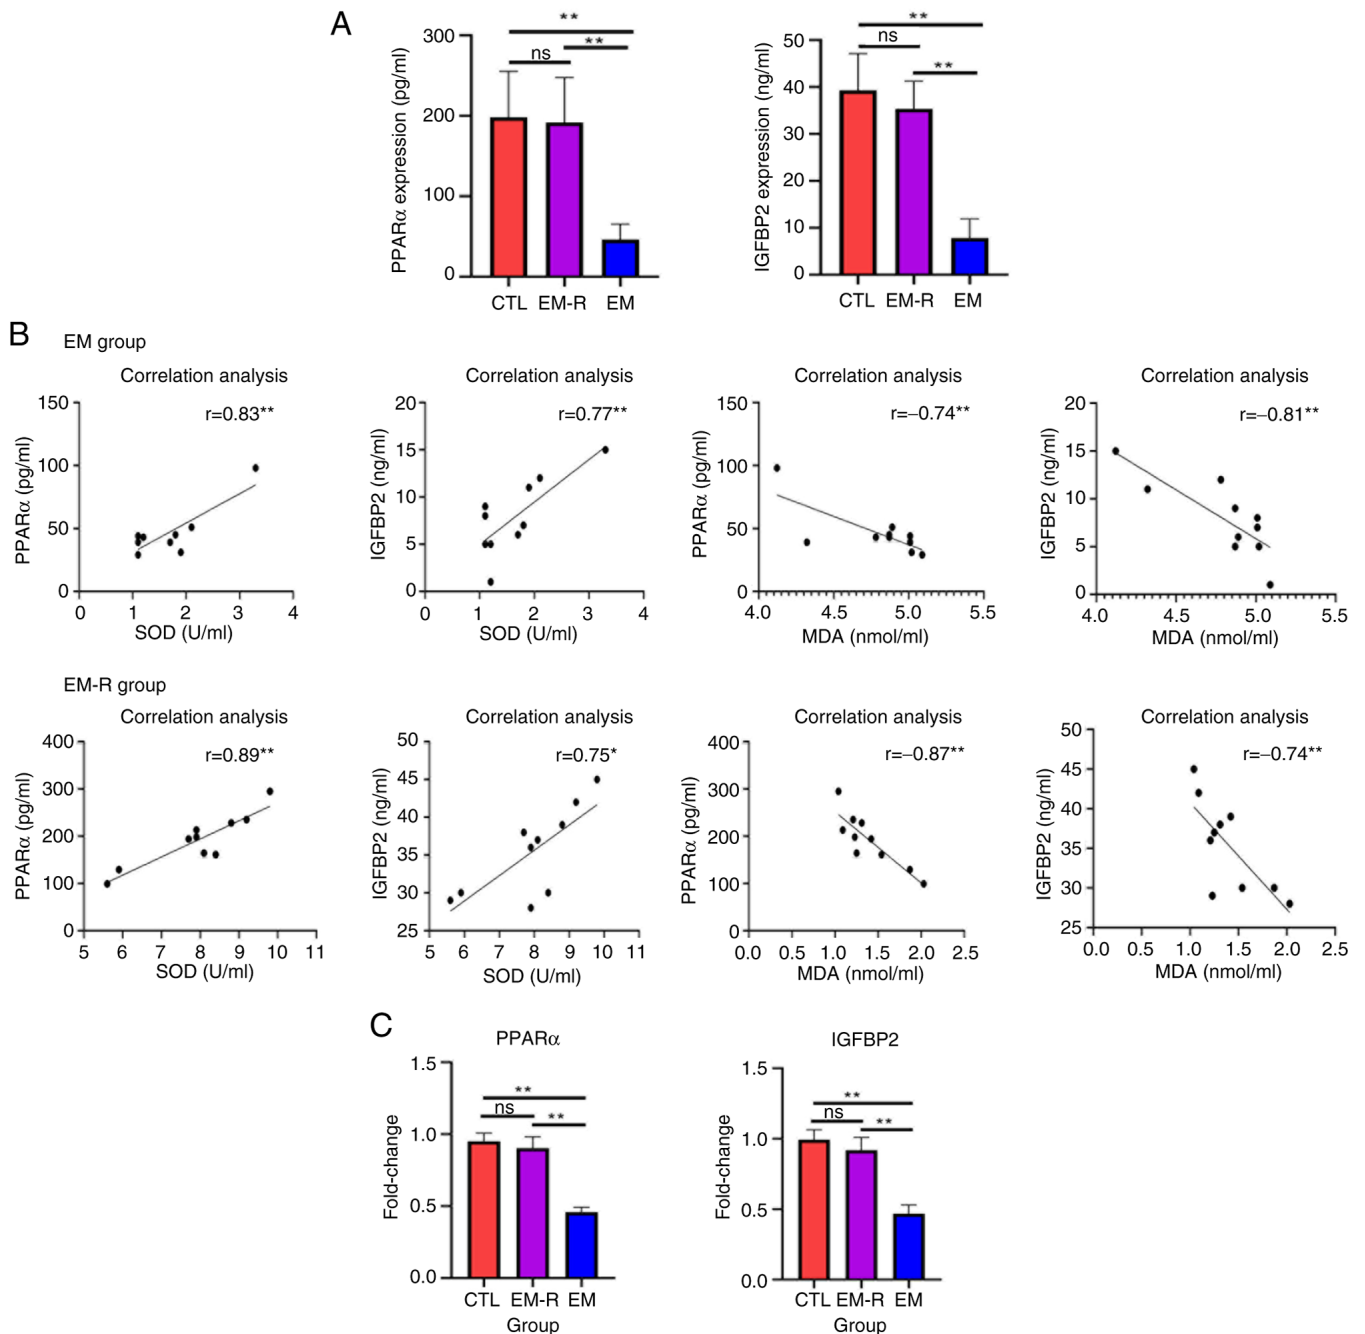 A
PPARα expression (pg/ml)
300
200
100
0
**
**
ns
CTL EM-R EM
IGFBP2 expression (ng/ml)
50
40
30
20
10
0
**
ns
**
CTL EM-R EM
B
EM group
Correlation analysis
r=0.83**
PPARα (pg/ml)
150
100
50
0
0 1 2 3 4
SOD (U/ml)
Correlation analysis
r=0.77**
IGFBP2 (ng/ml)
20
15
10
5
0
0 1 2 3 4
SOD (U/ml)
Correlation analysis
r=−0.74**
PPARα (pg/ml)
150
100
50
0
4.0 4.5 5.0 5.5
MDA (nmol/ml)
Correlation analysis
r=−0.81**
IGFBP2 (ng/ml)
20
15
10
5
0
4.0 4.5 5.0 5.5
MDA (nmol/ml)
EM-R group
Correlation analysis
r=0.89**
PPARα (pg/ml)
400
300
200
100
0
5 6 7 8 9 10 11
SOD (U/ml)
Correlation analysis
r=0.75*
IGFBP2 (ng/ml)
50
45
40
35
30
25
5 6 7 8 9 10 11
SOD (U/ml)
Correlation analysis
r=−0.87**
PPARα (pg/ml)
400
300
200
100
0
0.0 0.5 1.0 1.5 2.0 2.5
MDA (nmol/ml)
Correlation analysis
r=−0.74**
IGFBP2 (ng/ml)
50
45
40
35
30
25
0.0 0.5 1.0 1.5 2.0 2.5
MDA (nmol/ml)
C
PPARα
Fold-change
1.5
1.0
0.5
0.0
**
ns
**
CTL EM-R EM
Group
IGFBP2
Fold-change
1.5
1.0
0.5
0.0
**
ns
**
CTL EM-R EM
Group